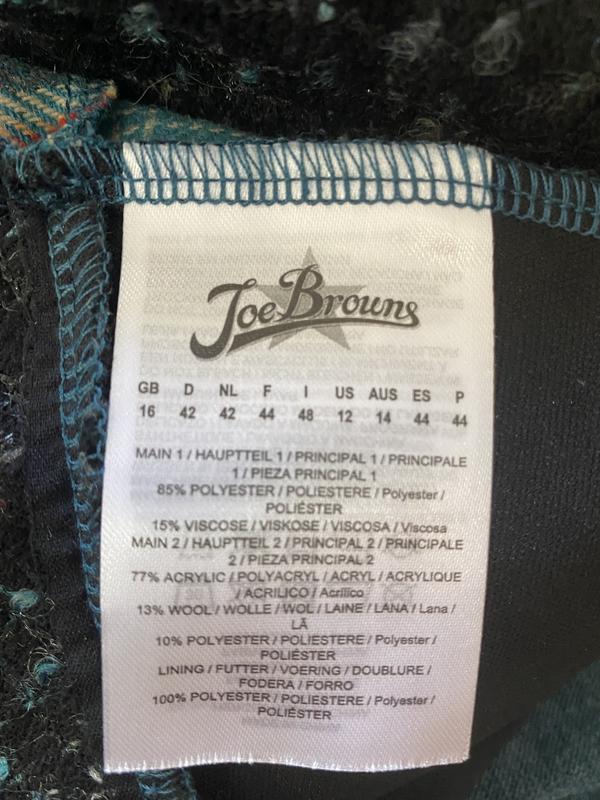 Joe Browns
GB D NL F I US AUS ES P
16 42 42 44 48 12 14 44 44
MAIN 1 / HAUPTTEIL 1 / PRINCIPAL 1 / PRINCIPALE
1 / PIEZA PRINCIPAL 1
85% POLYESTER / POLIESTERE / Polyester /
POLIÉSTER
15% VISCOSE / VISKOSE / VISCOSA / Viscosa
MAIN 2 / HAUPTTEIL 2 / PRINCIPAL 2 / PRINCIPALE
2 / PIEZA PRINCIPAL 2
77% ACRYLIC / POLYACRYL / ACRYL / ACRYLIQUE
/ ACRILICO / Acrílico
13% WOOL / WOLLE / WOL / LAINE / LANA / Lana /
LÃ
10% POLYESTER / POLIESTERE / Polyester /
POLIÉSTER
LINING / FUTTER / VOERING / DOUBLURE /
FODERA / FORRO
100% POLYESTER / POLIESTERE / Polyester /
POLIÉSTER